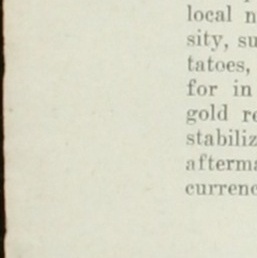 local n
sity, su
tatoes,
for in
gold re
stabiliz
afterma
currenc